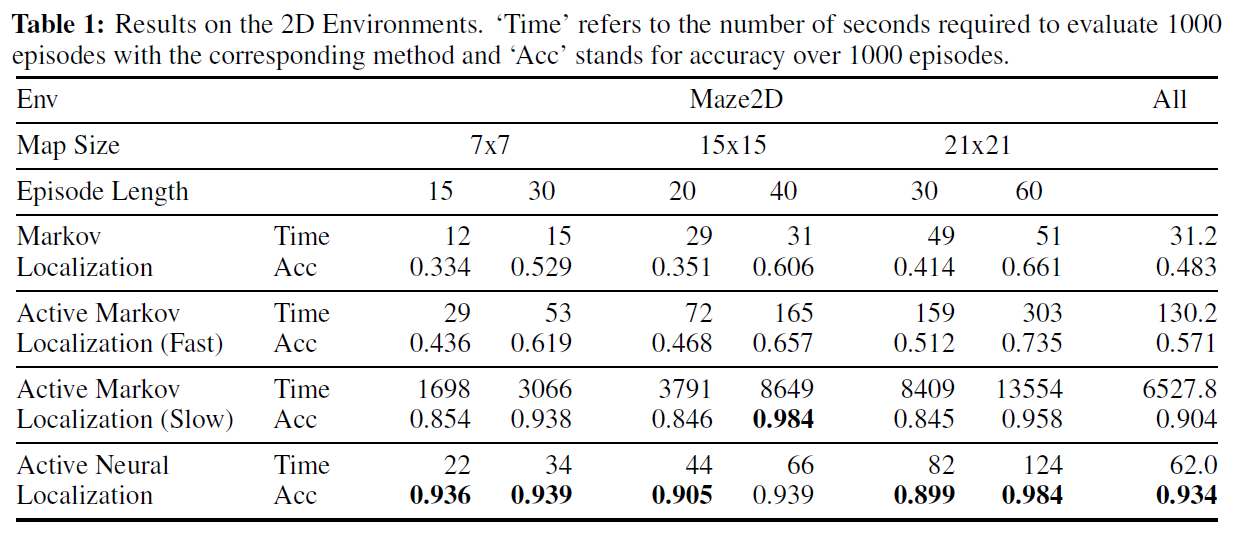 Table 1: Results on the 2D Environments. ‘Time’ refers to the number of seconds required to evaluate 1000
episodes with the corresponding method and ‘Acc’ stands for accuracy over 1000 episodes.
Env Maze2D All
Map Size 7x7 15x15 21x21
Episode Length 15 30 20 40 30 60
Markov Time 12 15 29 31 49 51 31.2
Localization Acc 0.334 0.529 0.351 0.606 0.414 0.661 0.483
Active Markov Time 29 53 72 165 159 303 130.2
Localization (Fast) Acc 0.436 0.619 0.468 0.657 0.512 0.735 0.571
Active Markov Time 1698 3066 3791 8649 8409 13554 6527.8
Localization (Slow) Acc 0.854 0.938 0.846 0.984 0.845 0.958 0.904
Active Neural Time 22 34 44 66 82 124 62.0
Localization Acc 0.936 0.939 0.905 0.939 0.899 0.984 0.934